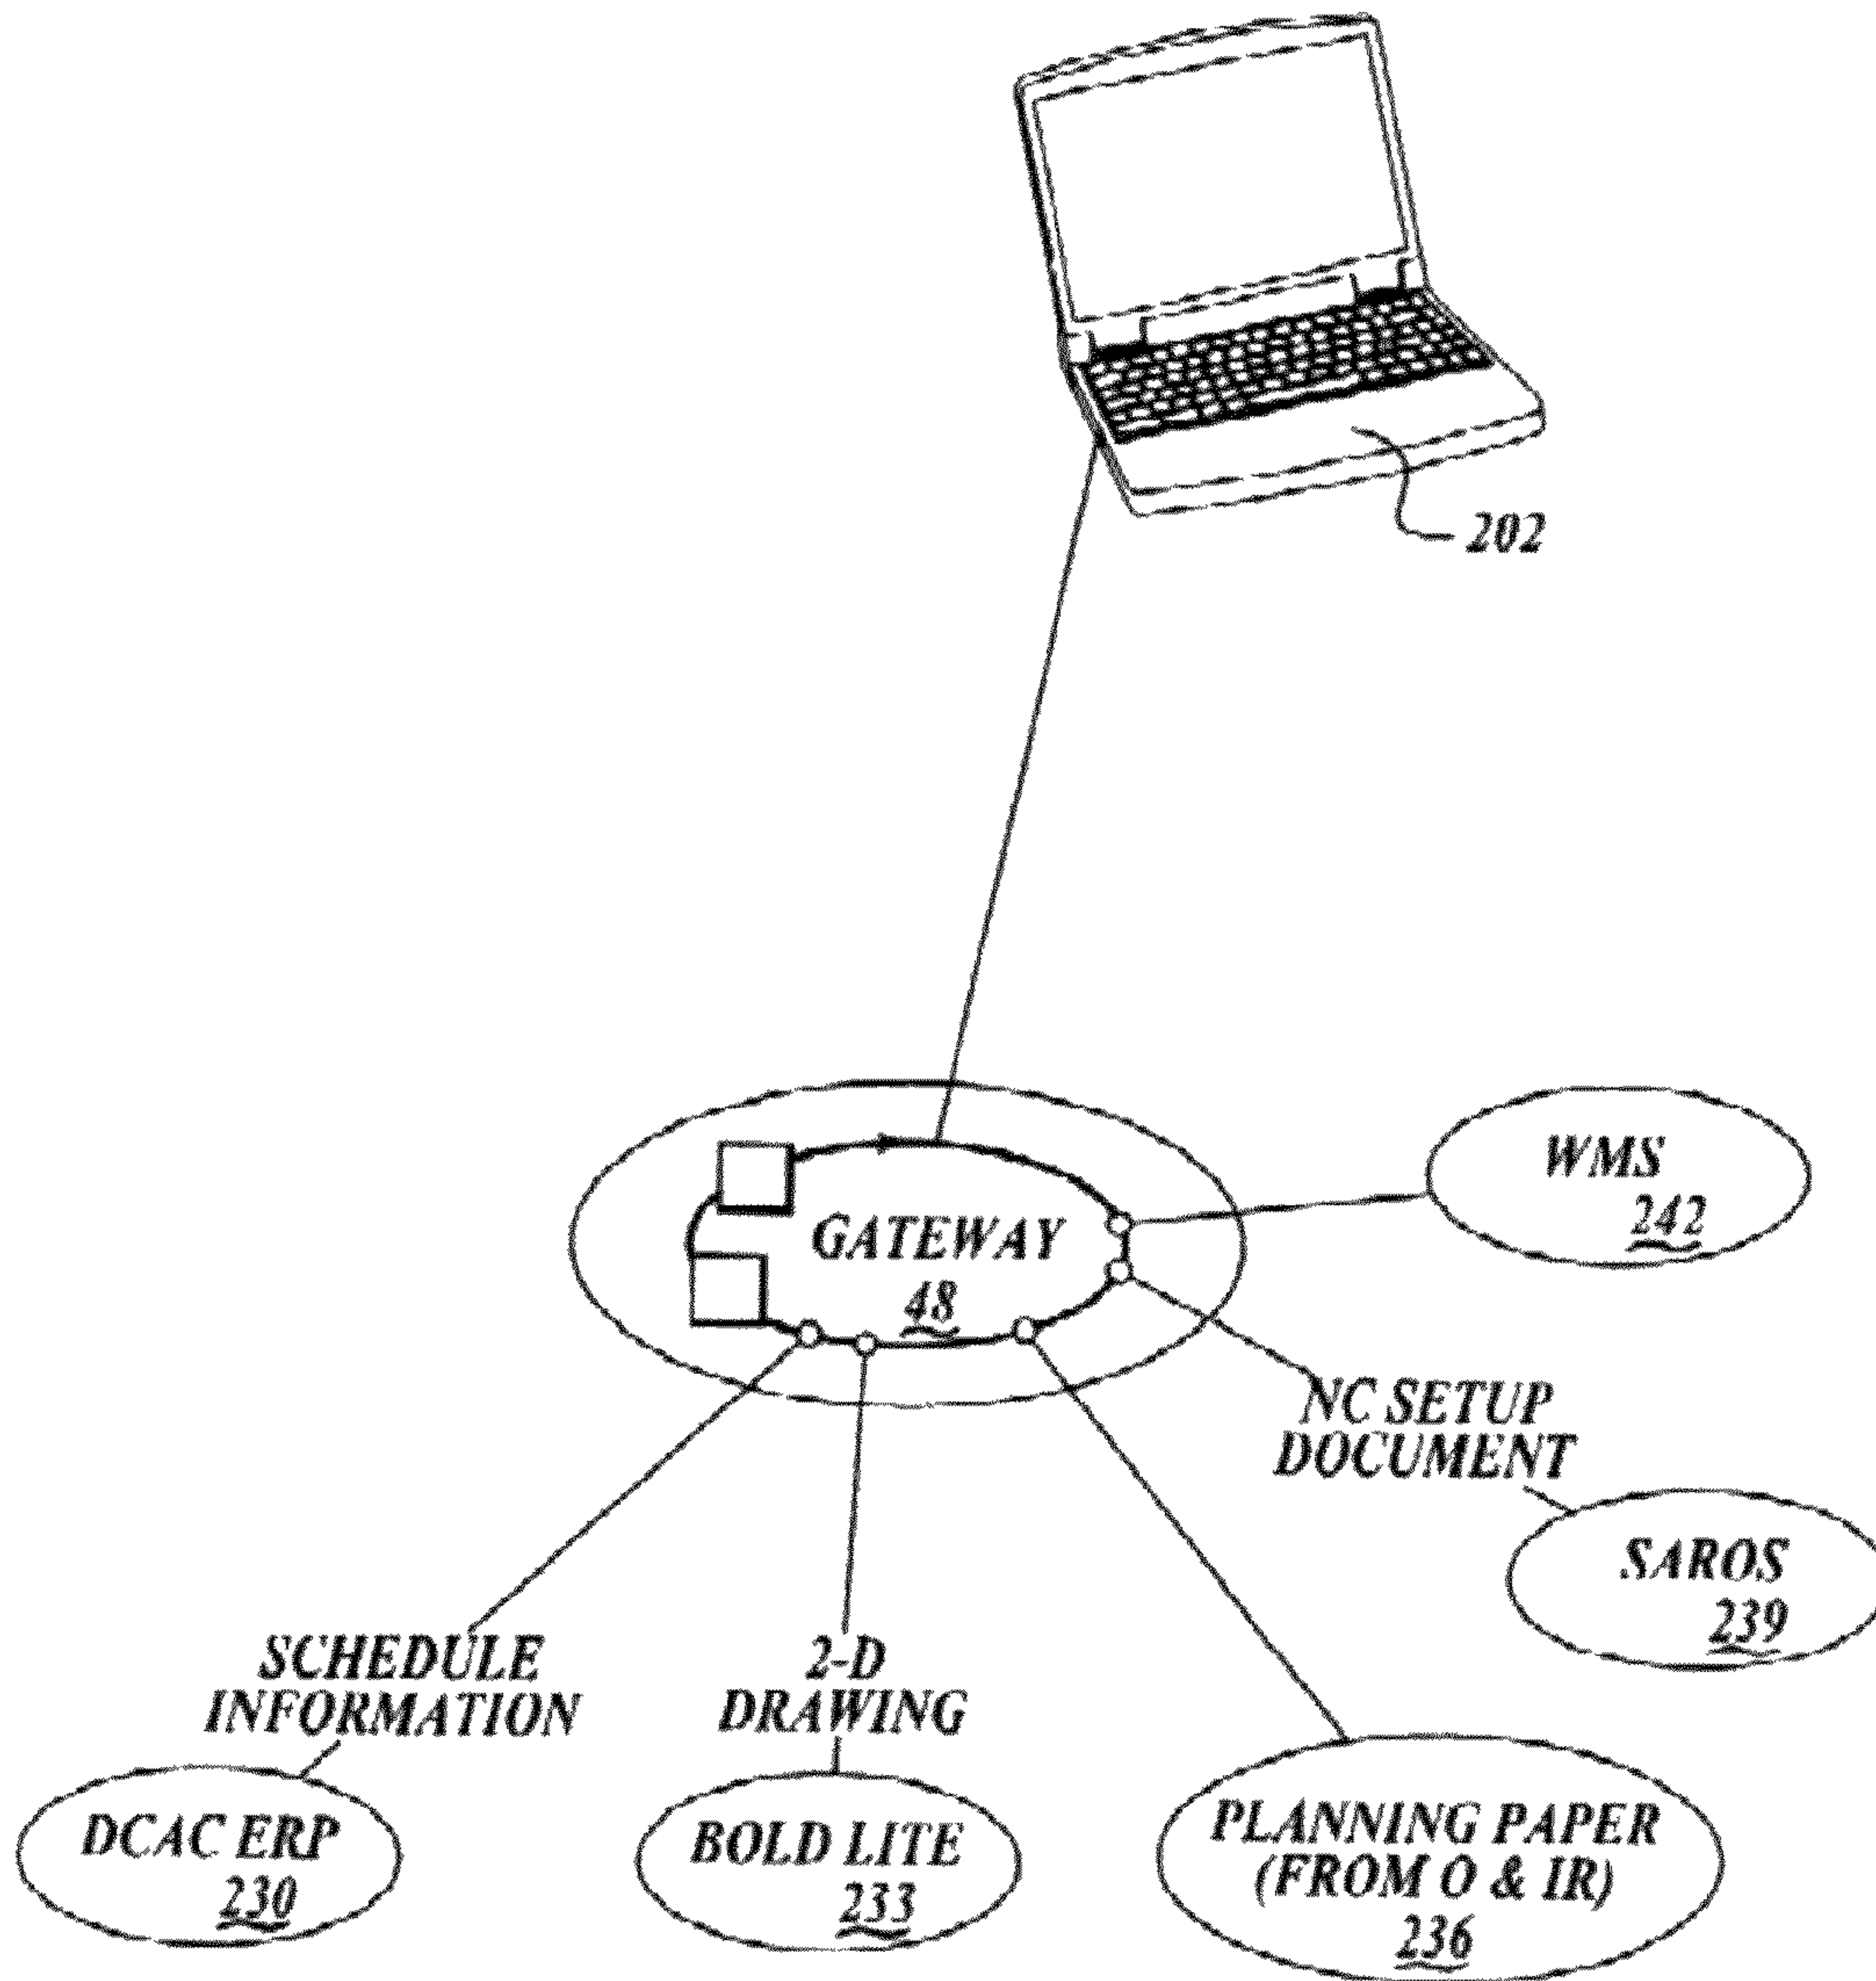 202
WMS
242
GATEWAY
48
NC SETUP
DOCUMENT
SAROS
239
SCHEDULE
INFORMATION
2-D
DRAWING
DCAC ERP
230
BOLD LITE
233
PLANNING PAPER
(FROM O & IR)
236